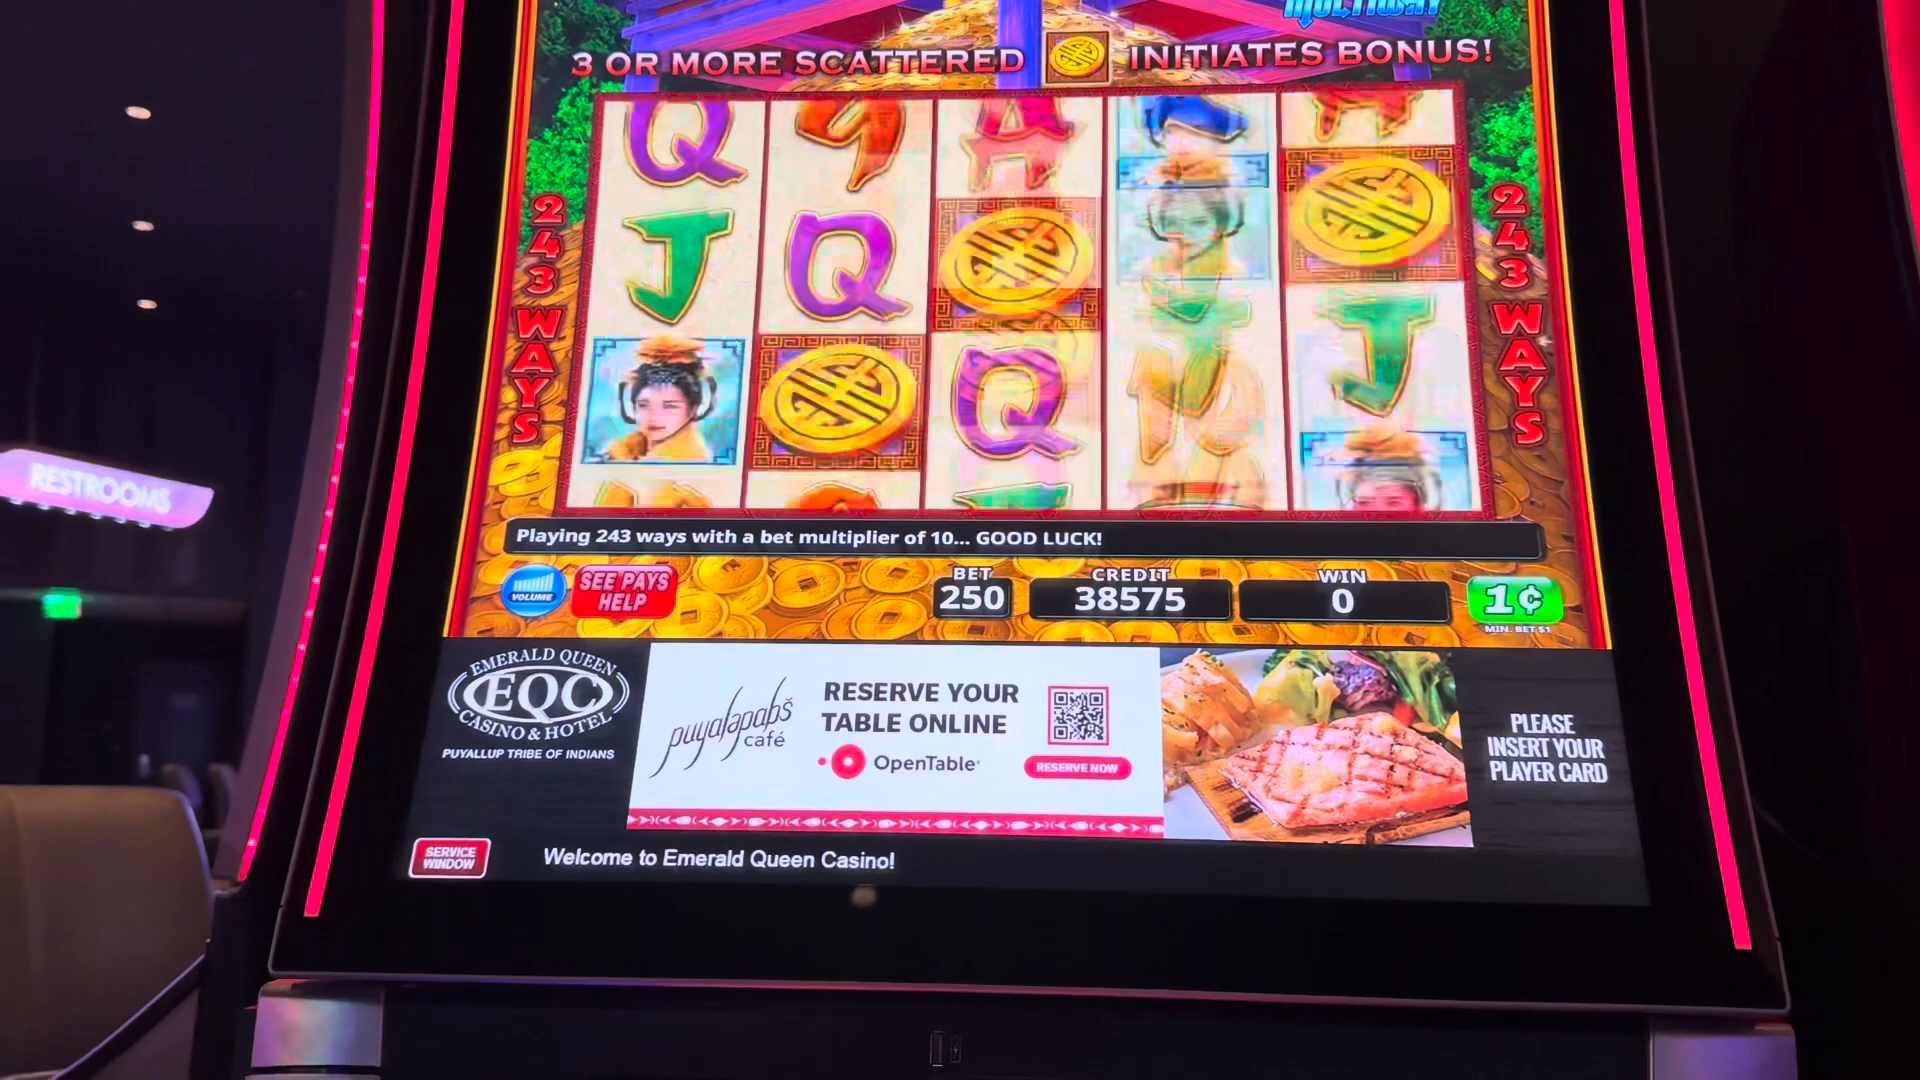 MULTIWAY
3 OR MORE SCATTERED INITIATES BONUS!
Q
9
A
J
Q
J
Q
243 WAYS
243 WAYS
Playing 243 ways with a bet multiplier of 10... GOOD LUCK!
VOLUME
SEE PAYS
HELP
BET
250
CREDIT
38575
WIN
0
1¢
MIN. BET $1
RESTROOMS
EMERALD QUEEN
EQC
CASINO & HOTEL
PUYALLUP TRIBE OF INDIANS
puyaləpabš
café
RESERVE YOUR
TABLE ONLINE
OpenTable
RESERVE NOW
PLEASE
INSERT YOUR
PLAYER CARD
SERVICE
WINDOW
Welcome to Emerald Queen Casino!